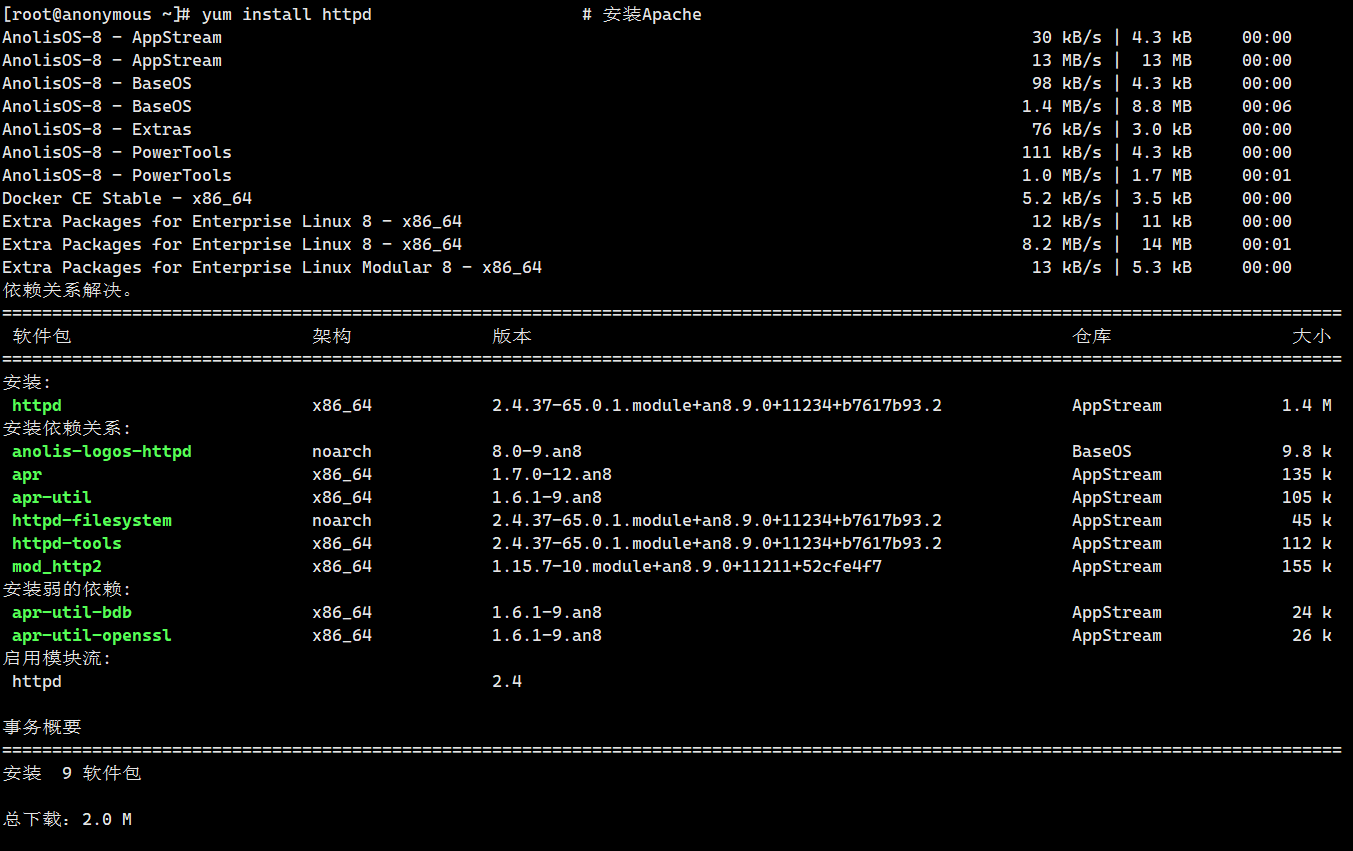 [root@anonymous ~]# yum install httpd                     # 安装Apache
AnolisOS-8 - AppStream                                                                                 30 kB/s | 4.3 kB     00:00
AnolisOS-8 - AppStream                                                                                 13 MB/s |  13 MB     00:00
AnolisOS-8 - BaseOS                                                                                    98 kB/s | 4.3 kB     00:00
AnolisOS-8 - BaseOS                                                                                   1.4 MB/s | 8.8 MB     00:06
AnolisOS-8 - Extras                                                                                    76 kB/s | 3.0 kB     00:00
AnolisOS-8 - PowerTools                                                                               111 kB/s | 4.3 kB     00:00
AnolisOS-8 - PowerTools                                                                               1.0 MB/s | 1.7 MB     00:01
Docker CE Stable - x86_64                                                                             5.2 kB/s | 3.5 kB     00:00
Extra Packages for Enterprise Linux 8 - x86_64                                                         12 kB/s |  11 kB     00:00
Extra Packages for Enterprise Linux 8 - x86_64                                                        8.2 MB/s |  14 MB     00:01
Extra Packages for Enterprise Linux Modular 8 - x86_64                                                 13 kB/s | 5.3 kB     00:00
依赖关系解决。
======================================================================================================================================
 软件包                        架构              版本                                                      仓库                  大小
======================================================================================================================================
安装:
 httpd                         x86_64            2.4.37-65.0.1.module+an8.9.0+11234+b7617b93.2             AppStream            1.4 M
安装依赖关系:
 anolis-logos-httpd            noarch            8.0-9.an8                                                 BaseOS               9.8 k
 apr                           x86_64            1.7.0-12.an8                                              AppStream            135 k
 apr-util                      x86_64            1.6.1-9.an8                                               AppStream            105 k
 httpd-filesystem              noarch            2.4.37-65.0.1.module+an8.9.0+11234+b7617b93.2             AppStream             45 k
 httpd-tools                   x86_64            2.4.37-65.0.1.module+an8.9.0+11234+b7617b93.2             AppStream            112 k
 mod_http2                     x86_64            1.15.7-10.module+an8.9.0+11211+52cfe4f7                   AppStream            155 k
安装弱的依赖:
 apr-util-bdb                  x86_64            1.6.1-9.an8                                               AppStream             24 k
 apr-util-openssl              x86_64            1.6.1-9.an8                                               AppStream             26 k
启用模块流:
 httpd                                           2.4

事务概要
======================================================================================================================================
安装  9 软件包

总下载：2.0 M